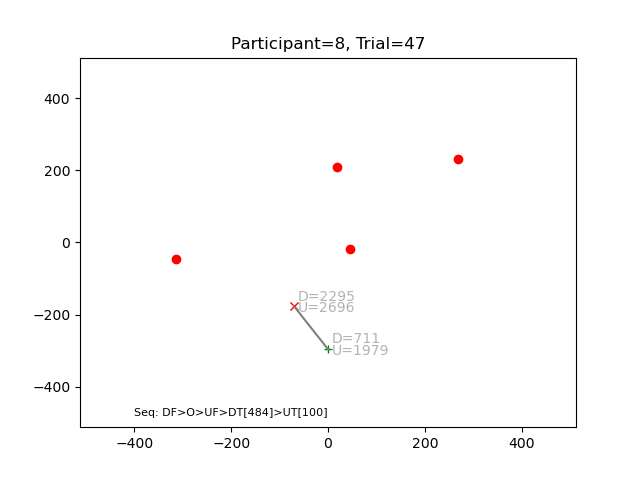 Participant=8, Trial=47
400
200
0
−200
−400
D=2295
U=2696
D=711
U=1979
Seq: DF>O>UF>DT[484]>UT[100]
−400
−200
0
200
400